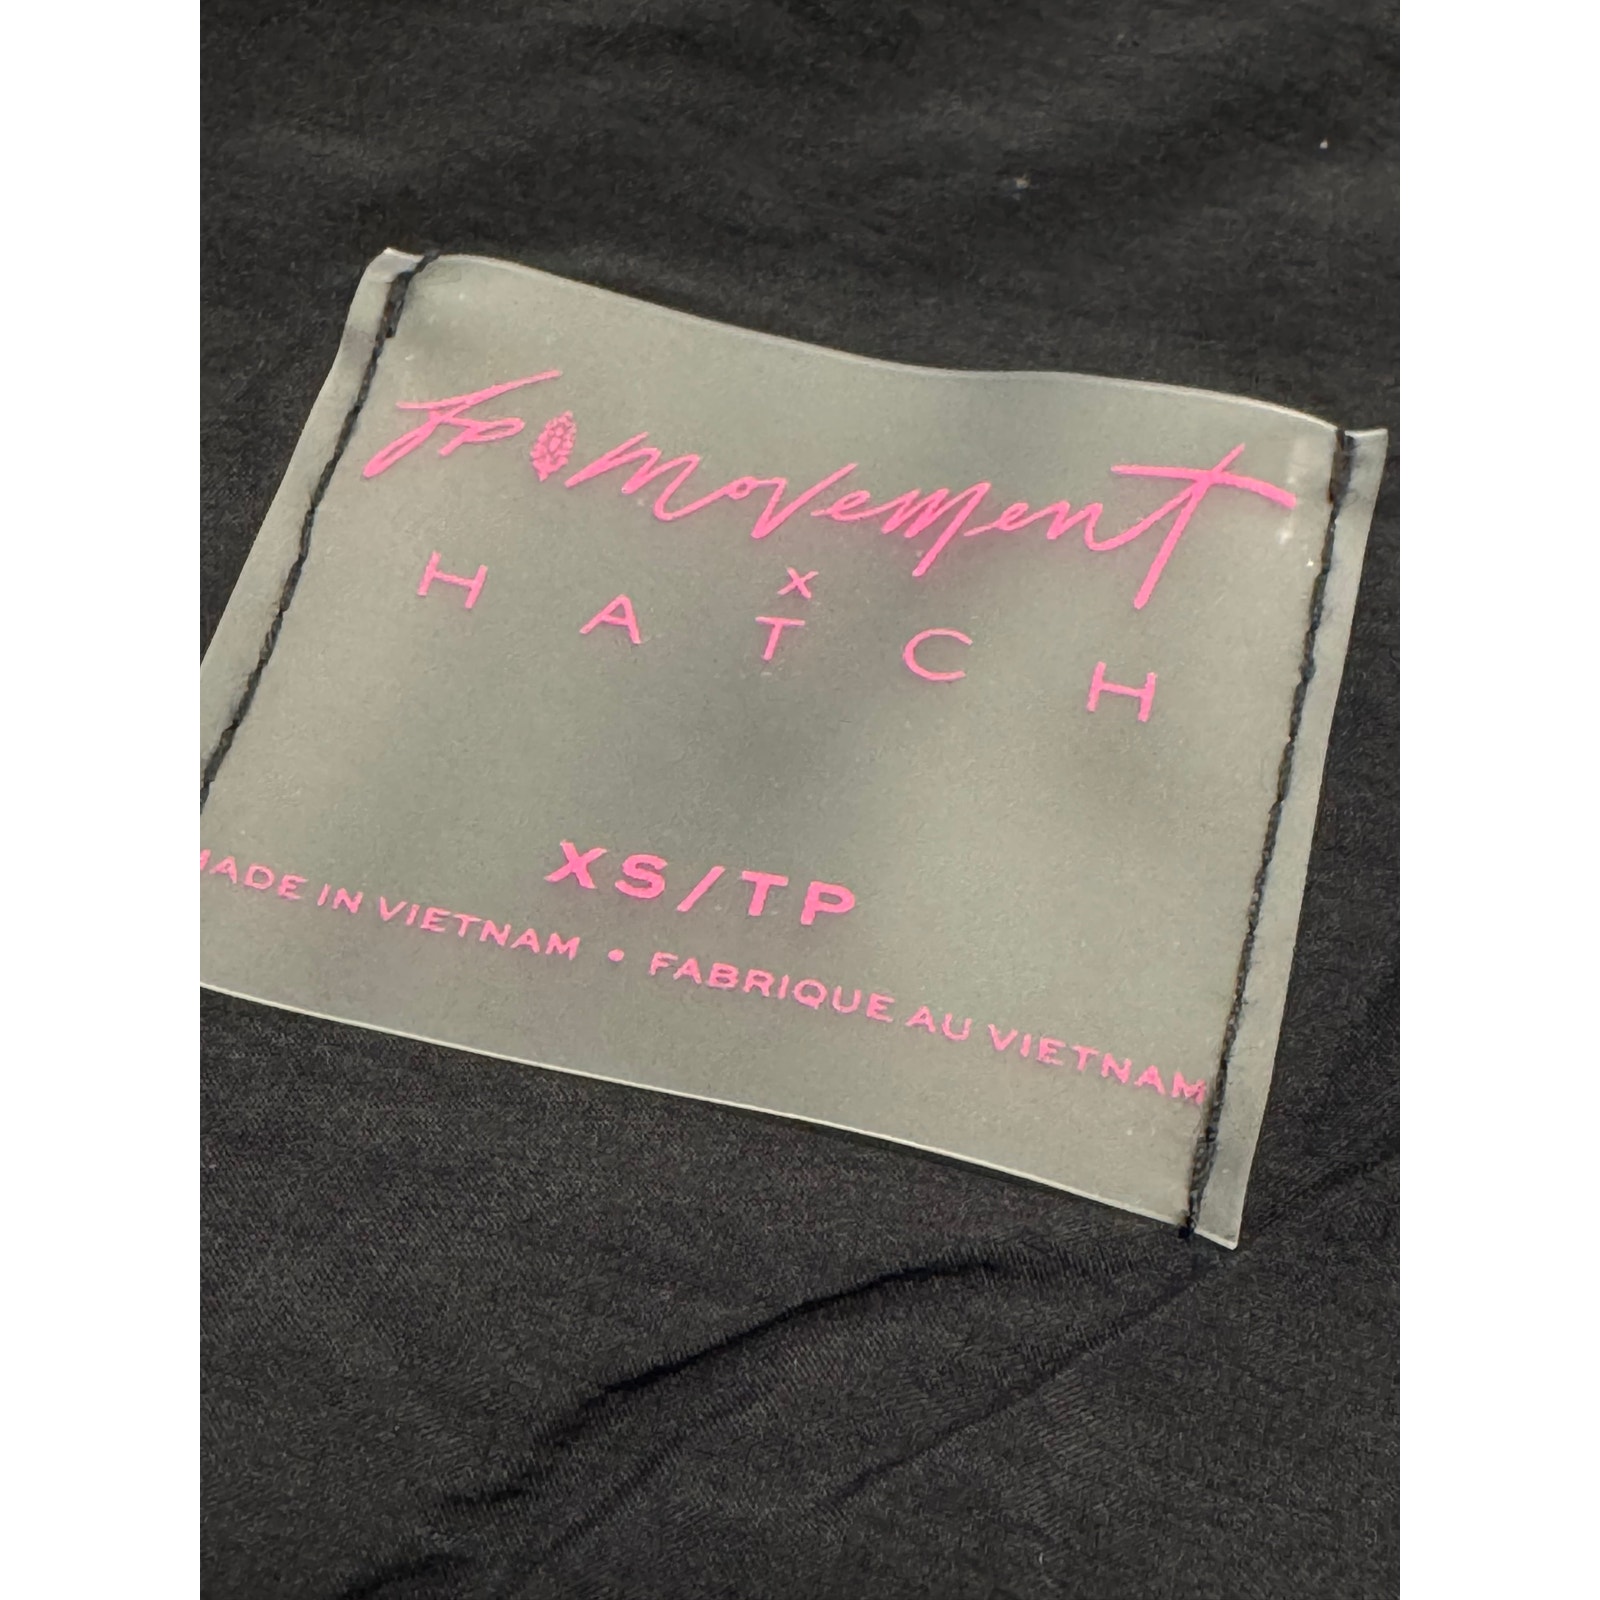 fp movement
x
HATCH
XS/TP
MADE IN VIETNAM • FABRIQUE AU VIETNAM